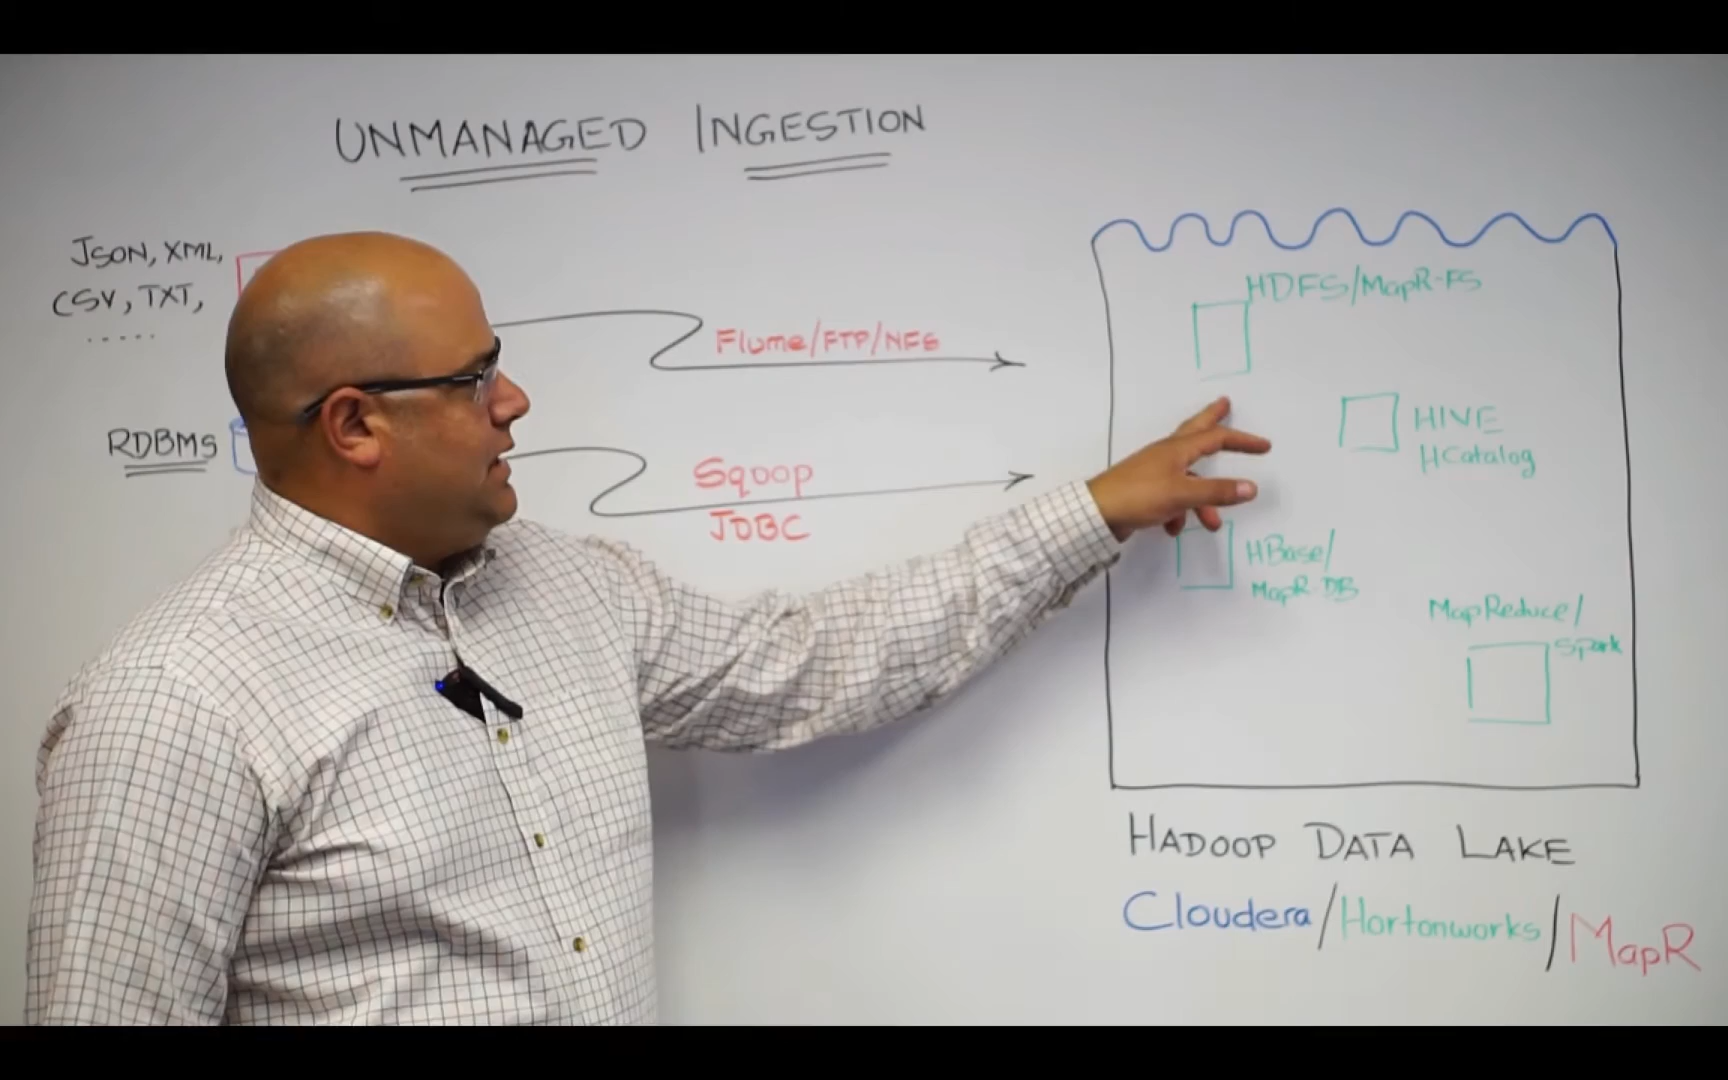 UNMANAGED INGESTION
JSON, XML,
CSV, TXT,
.....
RDBMS
Flume/FTP/NFS
Sqoop
JDBC
HDFS/MapR-FS
HIVE
HCatalog
HBase/
MapR-DB
MapReduce/
Spark
HADOOP DATA LAKE
Cloudera/Hortonworks/MapR